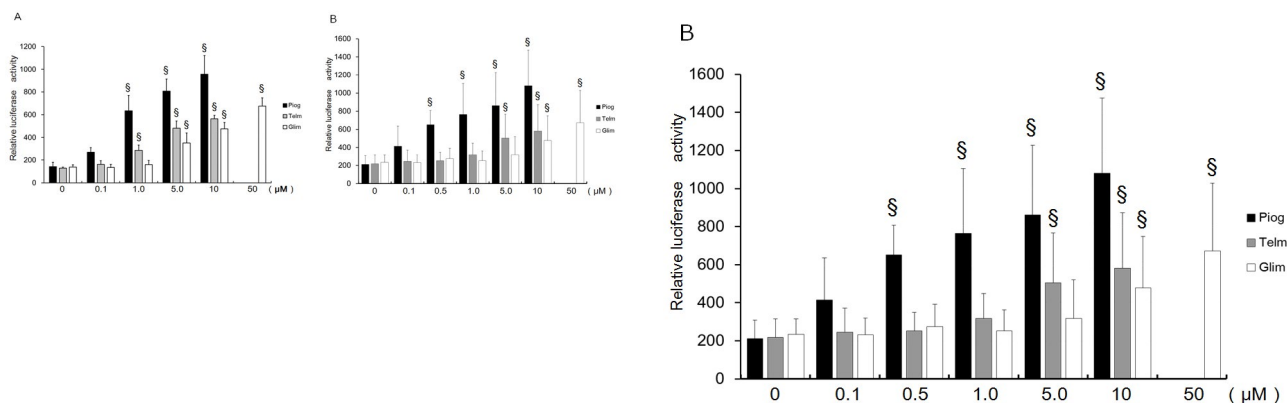 A
Relative luciferase activity
1200
1000
800
600
400
200
0
§ § § § § § § § §
Piog
Telm
Glim
0 0.1 1.0 5.0 10 50 ( μM )
B
Relative luciferase activity
1600
1400
1200
1000
800
600
400
200
0
§ § § § § § § §
Piog
Telm
Glim
0 0.1 0.5 1.0 5.0 10 50 ( μM )
B
Relative luciferase activity
1600
1400
1200
1000
800
600
400
200
0
§ § § § § § § §
Piog
Telm
Glim
0 0.1 0.5 1.0 5.0 10 50 ( μM )